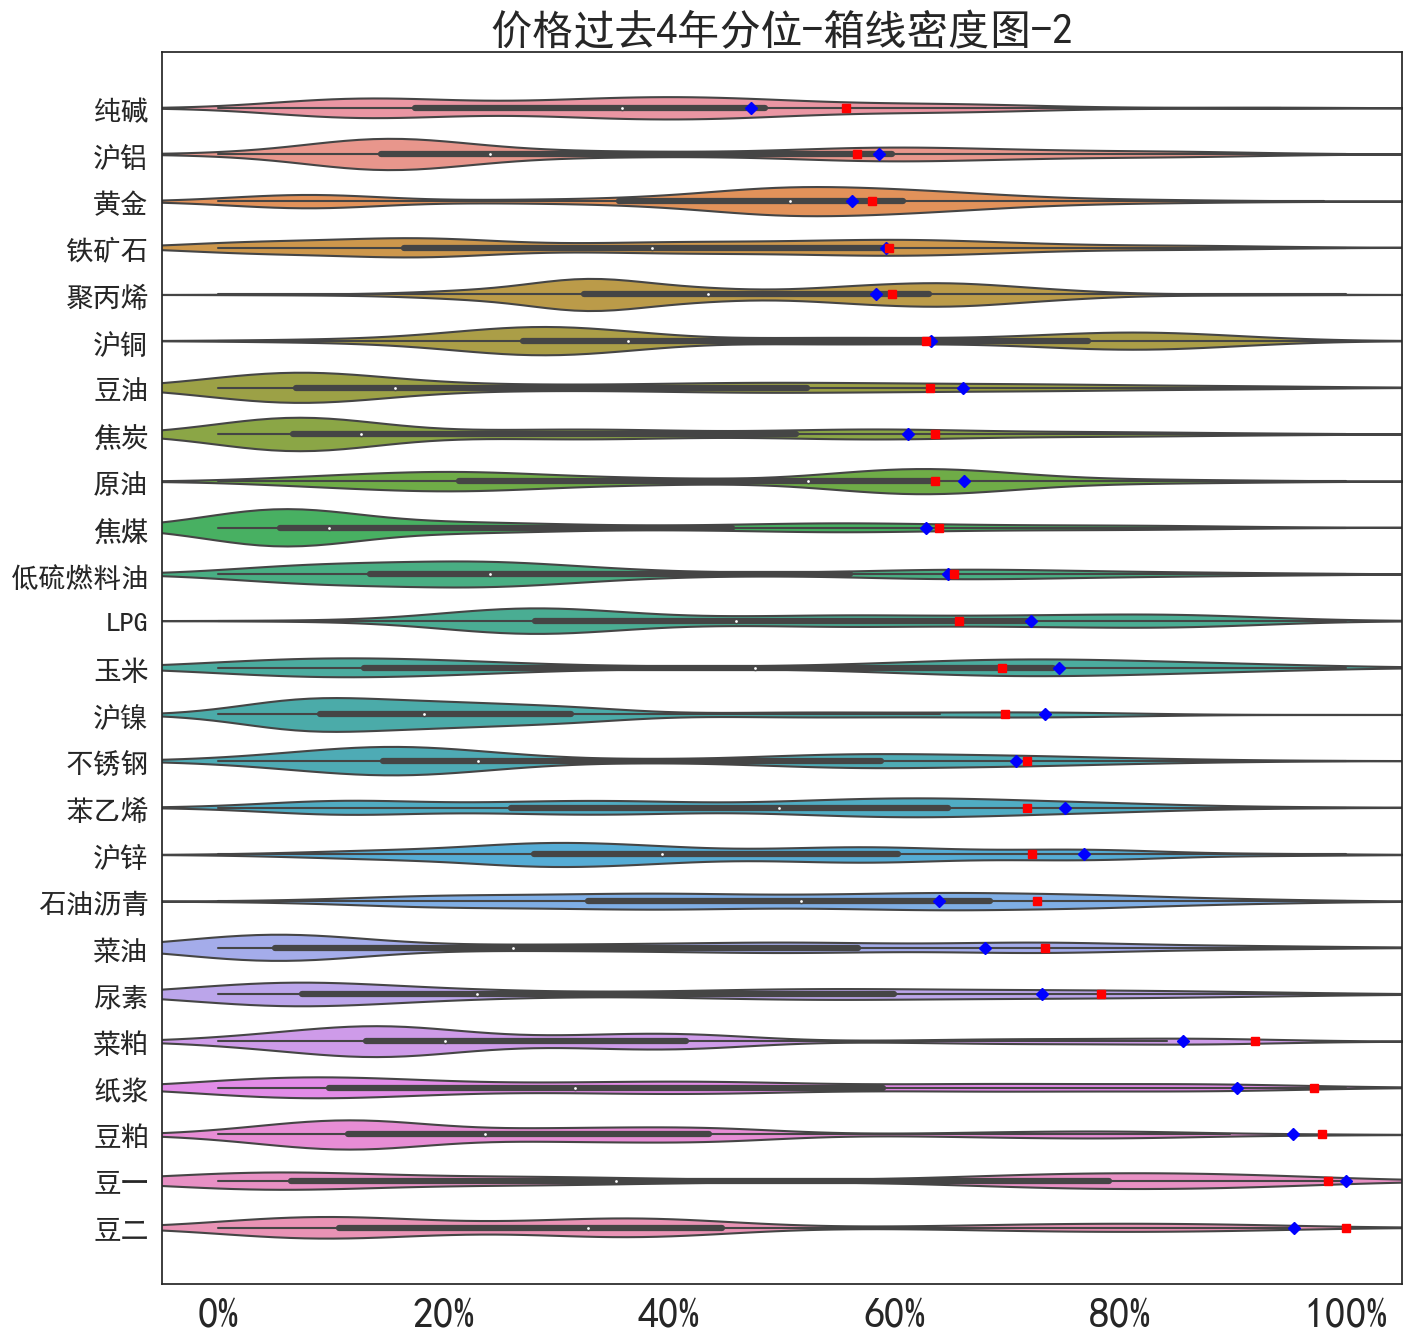 价格过去4年分位-箱线密度图-2
纯碱
沪铝
黄金
铁矿石
聚丙烯
沪铜
豆油
焦炭
原油
焦煤
低硫燃料油
LPG
玉米
沪镍
不锈钢
苯乙烯
沪锌
石油沥青
菜油
尿素
菜粕
纸浆
豆粕
豆一
豆二
0% 20% 40% 60% 80% 100%